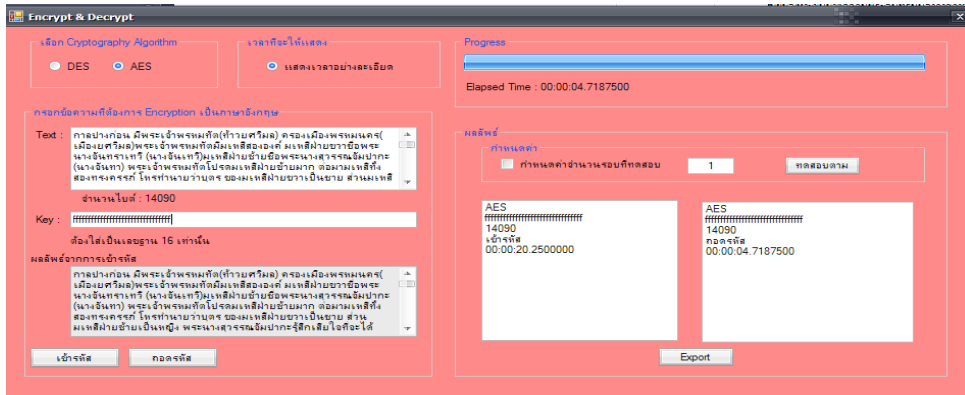 Encrypt & Decrypt
เลือก Cryptography Algorithm
DES
AES
เวลาที่จะให้แสดง
แสดงเวลาอย่างละเอียด
Progress
Elapsed Time : 00:00:04.7187500
กรอกข้อความที่ต้องการ Encryption เป็นภาษาอังกฤษ
Text :
กาลปางก่อน มีพระเจ้าพรหมทัต(ท้าวยศวิมล) ครองเมืองพรหมนคร(
เมืองยศวิมล)พระเจ้าพรหมทัตมีมเหสีสององค์ มเหสีฝ่ายขวาชื่อพระ
นางจันทราเทวี (นางจันเทวี)มเหสีฝ่ายซ้ายชื่อพระนางสุวรรณจัมปากะ
(นางจันทา) พระเจ้าพรหมทัตโปรดมเหสีฝ่ายซ้ายมาก ต่อมามเหสีทั้ง
สองทรงครรภ์ โหรทำนายว่าบุตร ของมเหสีฝ่ายขวาเป็นชาย ส่วนมเหสี
จำนวนไบต์ : 14090
Key :
ต้องใส่เป็นเลขฐาน 16 เท่านั้น
ผลลัพธ์จากการเข้ารหัส
กาลปางก่อน มีพระเจ้าพรหมทัต(ท้าวยศวิมล) ครองเมืองพรหมนคร(
เมืองยศวิมล)พระเจ้าพรหมทัตมีมเหสีสององค์ มเหสีฝ่ายขวาชื่อพระ
นางจันทราเทวี (นางจันเทวี)มเหสีฝ่ายซ้ายชื่อพระนางสุวรรณจัมปากะ
(นางจันทา) พระเจ้าพรหมทัตโปรดมเหสีฝ่ายซ้ายมาก ต่อมามเหสีทั้ง
สองทรงครรภ์ โหรทำนายว่าบุตร ของมเหสีฝ่ายขวาเป็นชาย ส่วน
มเหสีฝ่ายซ้ายเป็นหญิง พระนางสุวรรณจัมปากะรู้สึกเสียใจที่จะได้
เข้ารหัส
ถอดรหัส
ผลลัพธ์
กำหนดค่า
กำหนดค่าจำนวนรอบที่ทดสอบ
1
ทดสอบตาม
AES
14090
เข้ารหัส
00:00:20.2500000
AES
14090
ถอดรหัส
00:00:04.7187500
Export